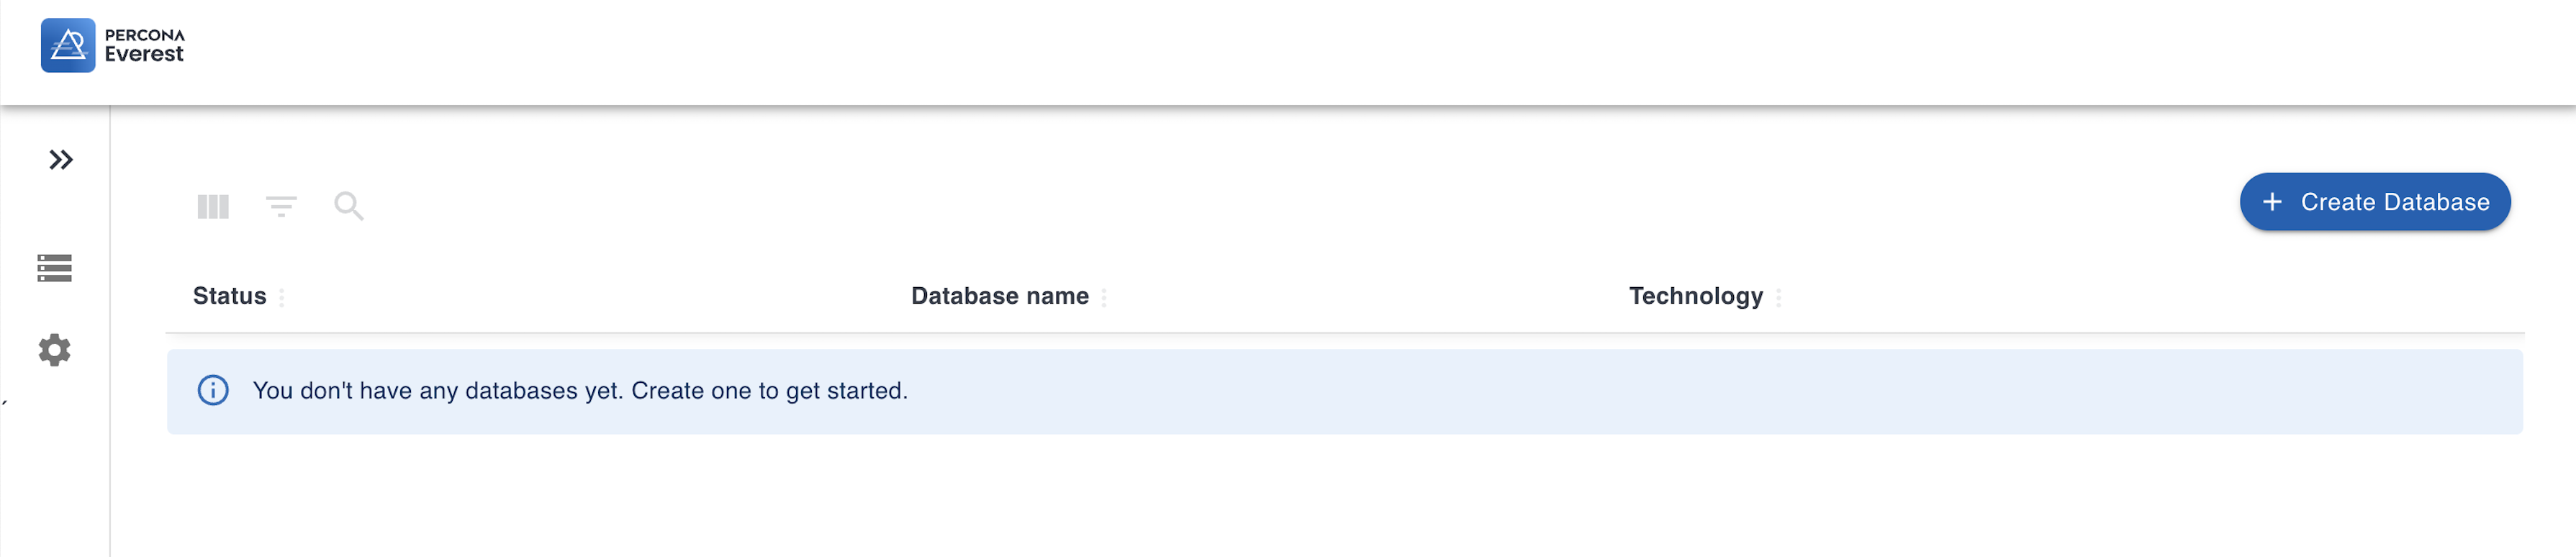 PERCONA
Everest
Create Database
Status
Database name
Technology
You don't have any databases yet. Create one to get started.